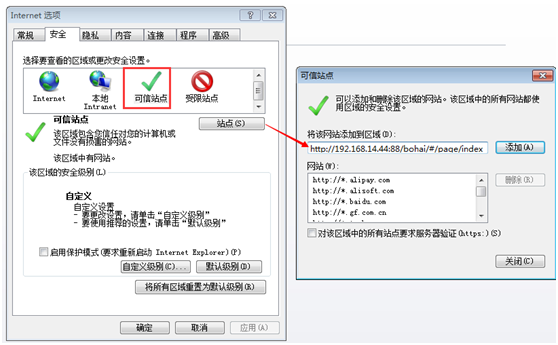 Internet 选项
常规 安全 隐私 内容 连接 程序 高级
选择要查看的区域或更改安全设置。
Internet 本地 Intranet 可信站点 受限站点
可信站点
站点(S)
该区域包含您信任对您的计算机或
文件没有损害的网站。
该区域中有网站。
该区域的安全级别(L)
自定义
自定义设置
- 要更改设置，请单击“自定义级别”
- 要使用推荐的设置，请单击“默认级别”
启用保护模式(要求重新启动 Internet Explorer)(P)
自定义级别(C)... 默认级别(D)
将所有区域重置为默认级别(R)
确定 取消 应用(A)
可信站点
可以添加和删除该区域的网站。该区域中的所有网站都使
用区域的安全设置。
将该网站添加到区域(D):
http://192.168.14.44:88/bohai/#/page/index 添加(A)
网站(W):
http://*.alipay.com 删除(R)
http://*.alisoft.com
http://*.baidu.com
http://*.gf.com.cn
对该区域中的所有站点要求服务器验证(https:)(S)
关闭(C)